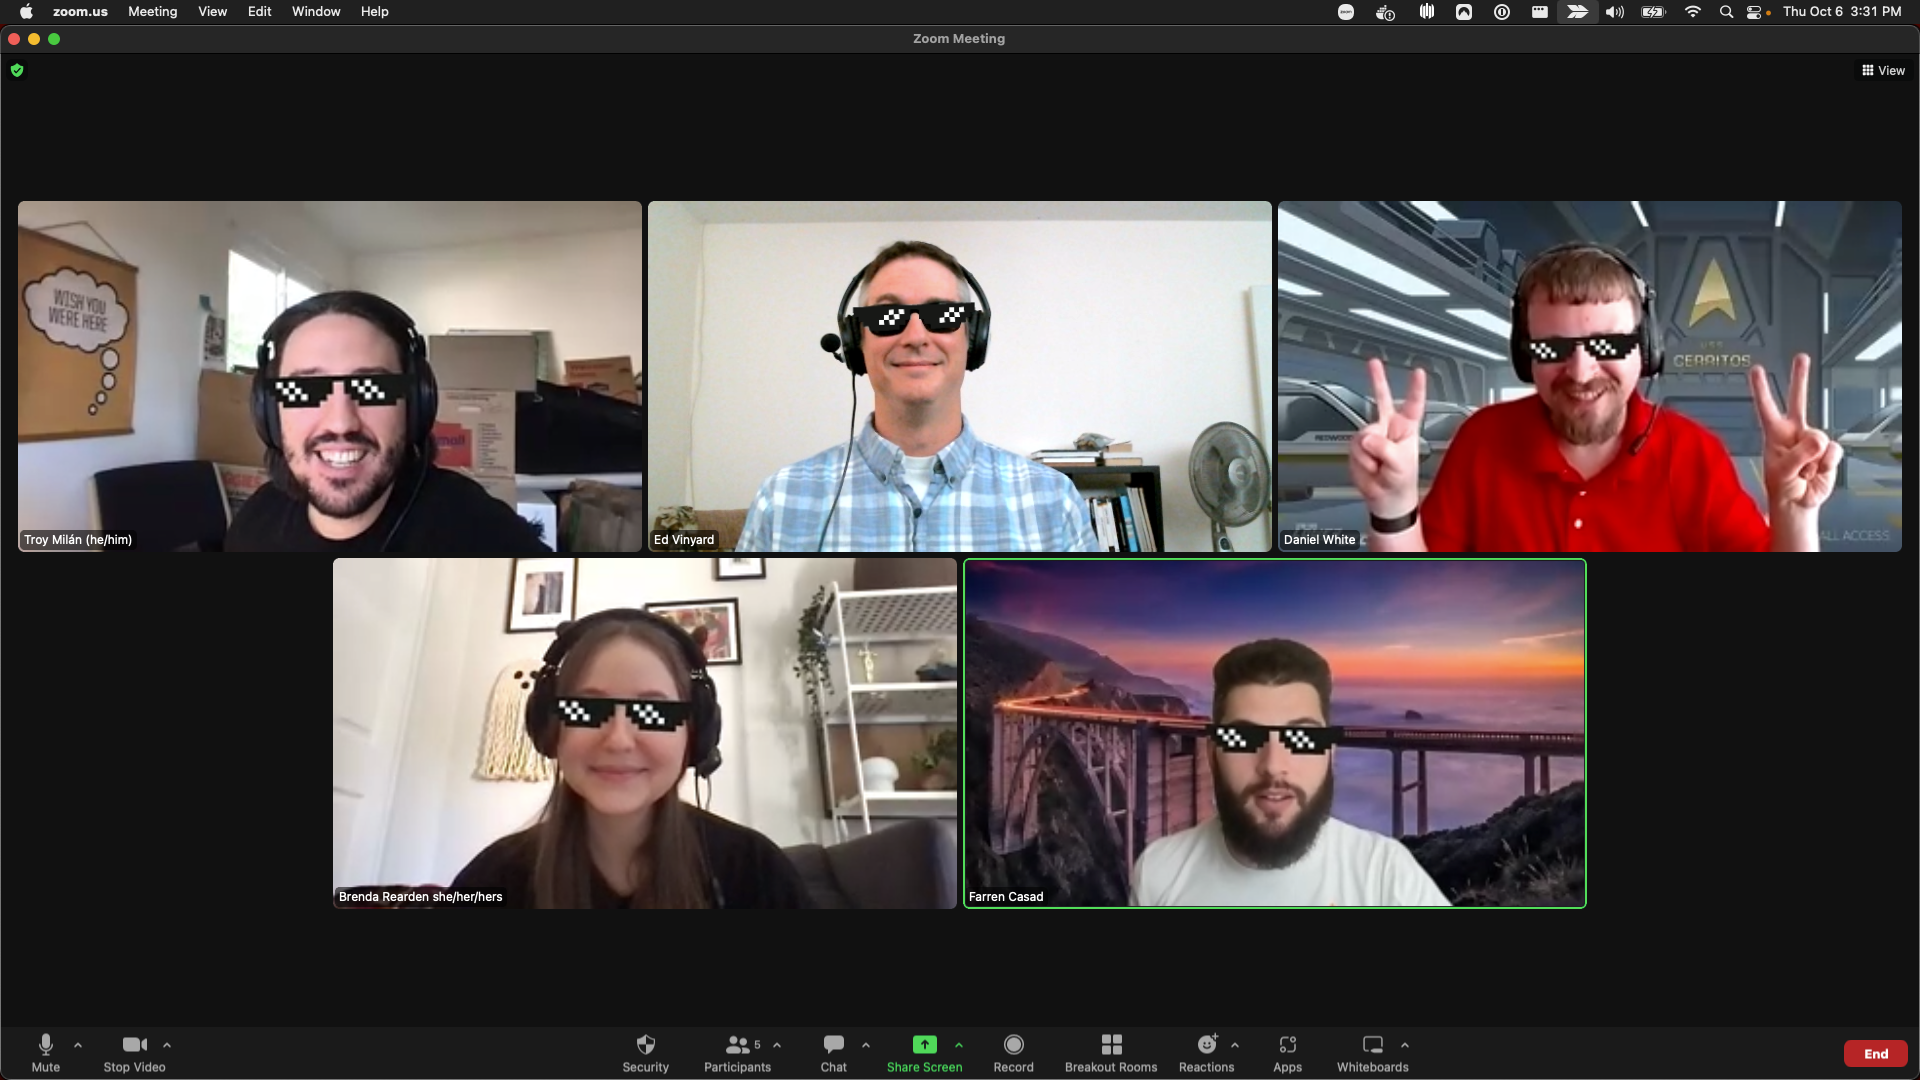 zoom.us Meeting View Edit Window Help Thu Oct 6 3:31 PM
Zoom Meeting
View
WISH YOU
WERE HERE
Troy Milán (he/him)
Ed Vinyard
USS
CERRITOS
REDWOOD
ALL ACCESS
Daniel White
Brenda Rearden she/her/hers
Farren Casad
Mute
Stop Video
Security
5
Participants
Chat
Share Screen
Record
Breakout Rooms
Reactions
Apps
Whiteboards
End